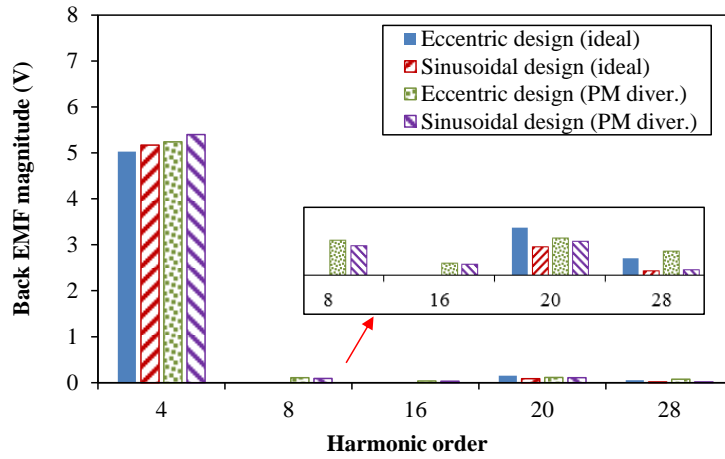 8
7
6
5
4
3
2
1
0
Back EMF magnitude (V)
Eccentric design (ideal)
Sinusoidal design (ideal)
Eccentric design (PM diver.)
Sinusoidal design (PM diver.)
8 16 20 28
4 8 16 20 28
Harmonic order